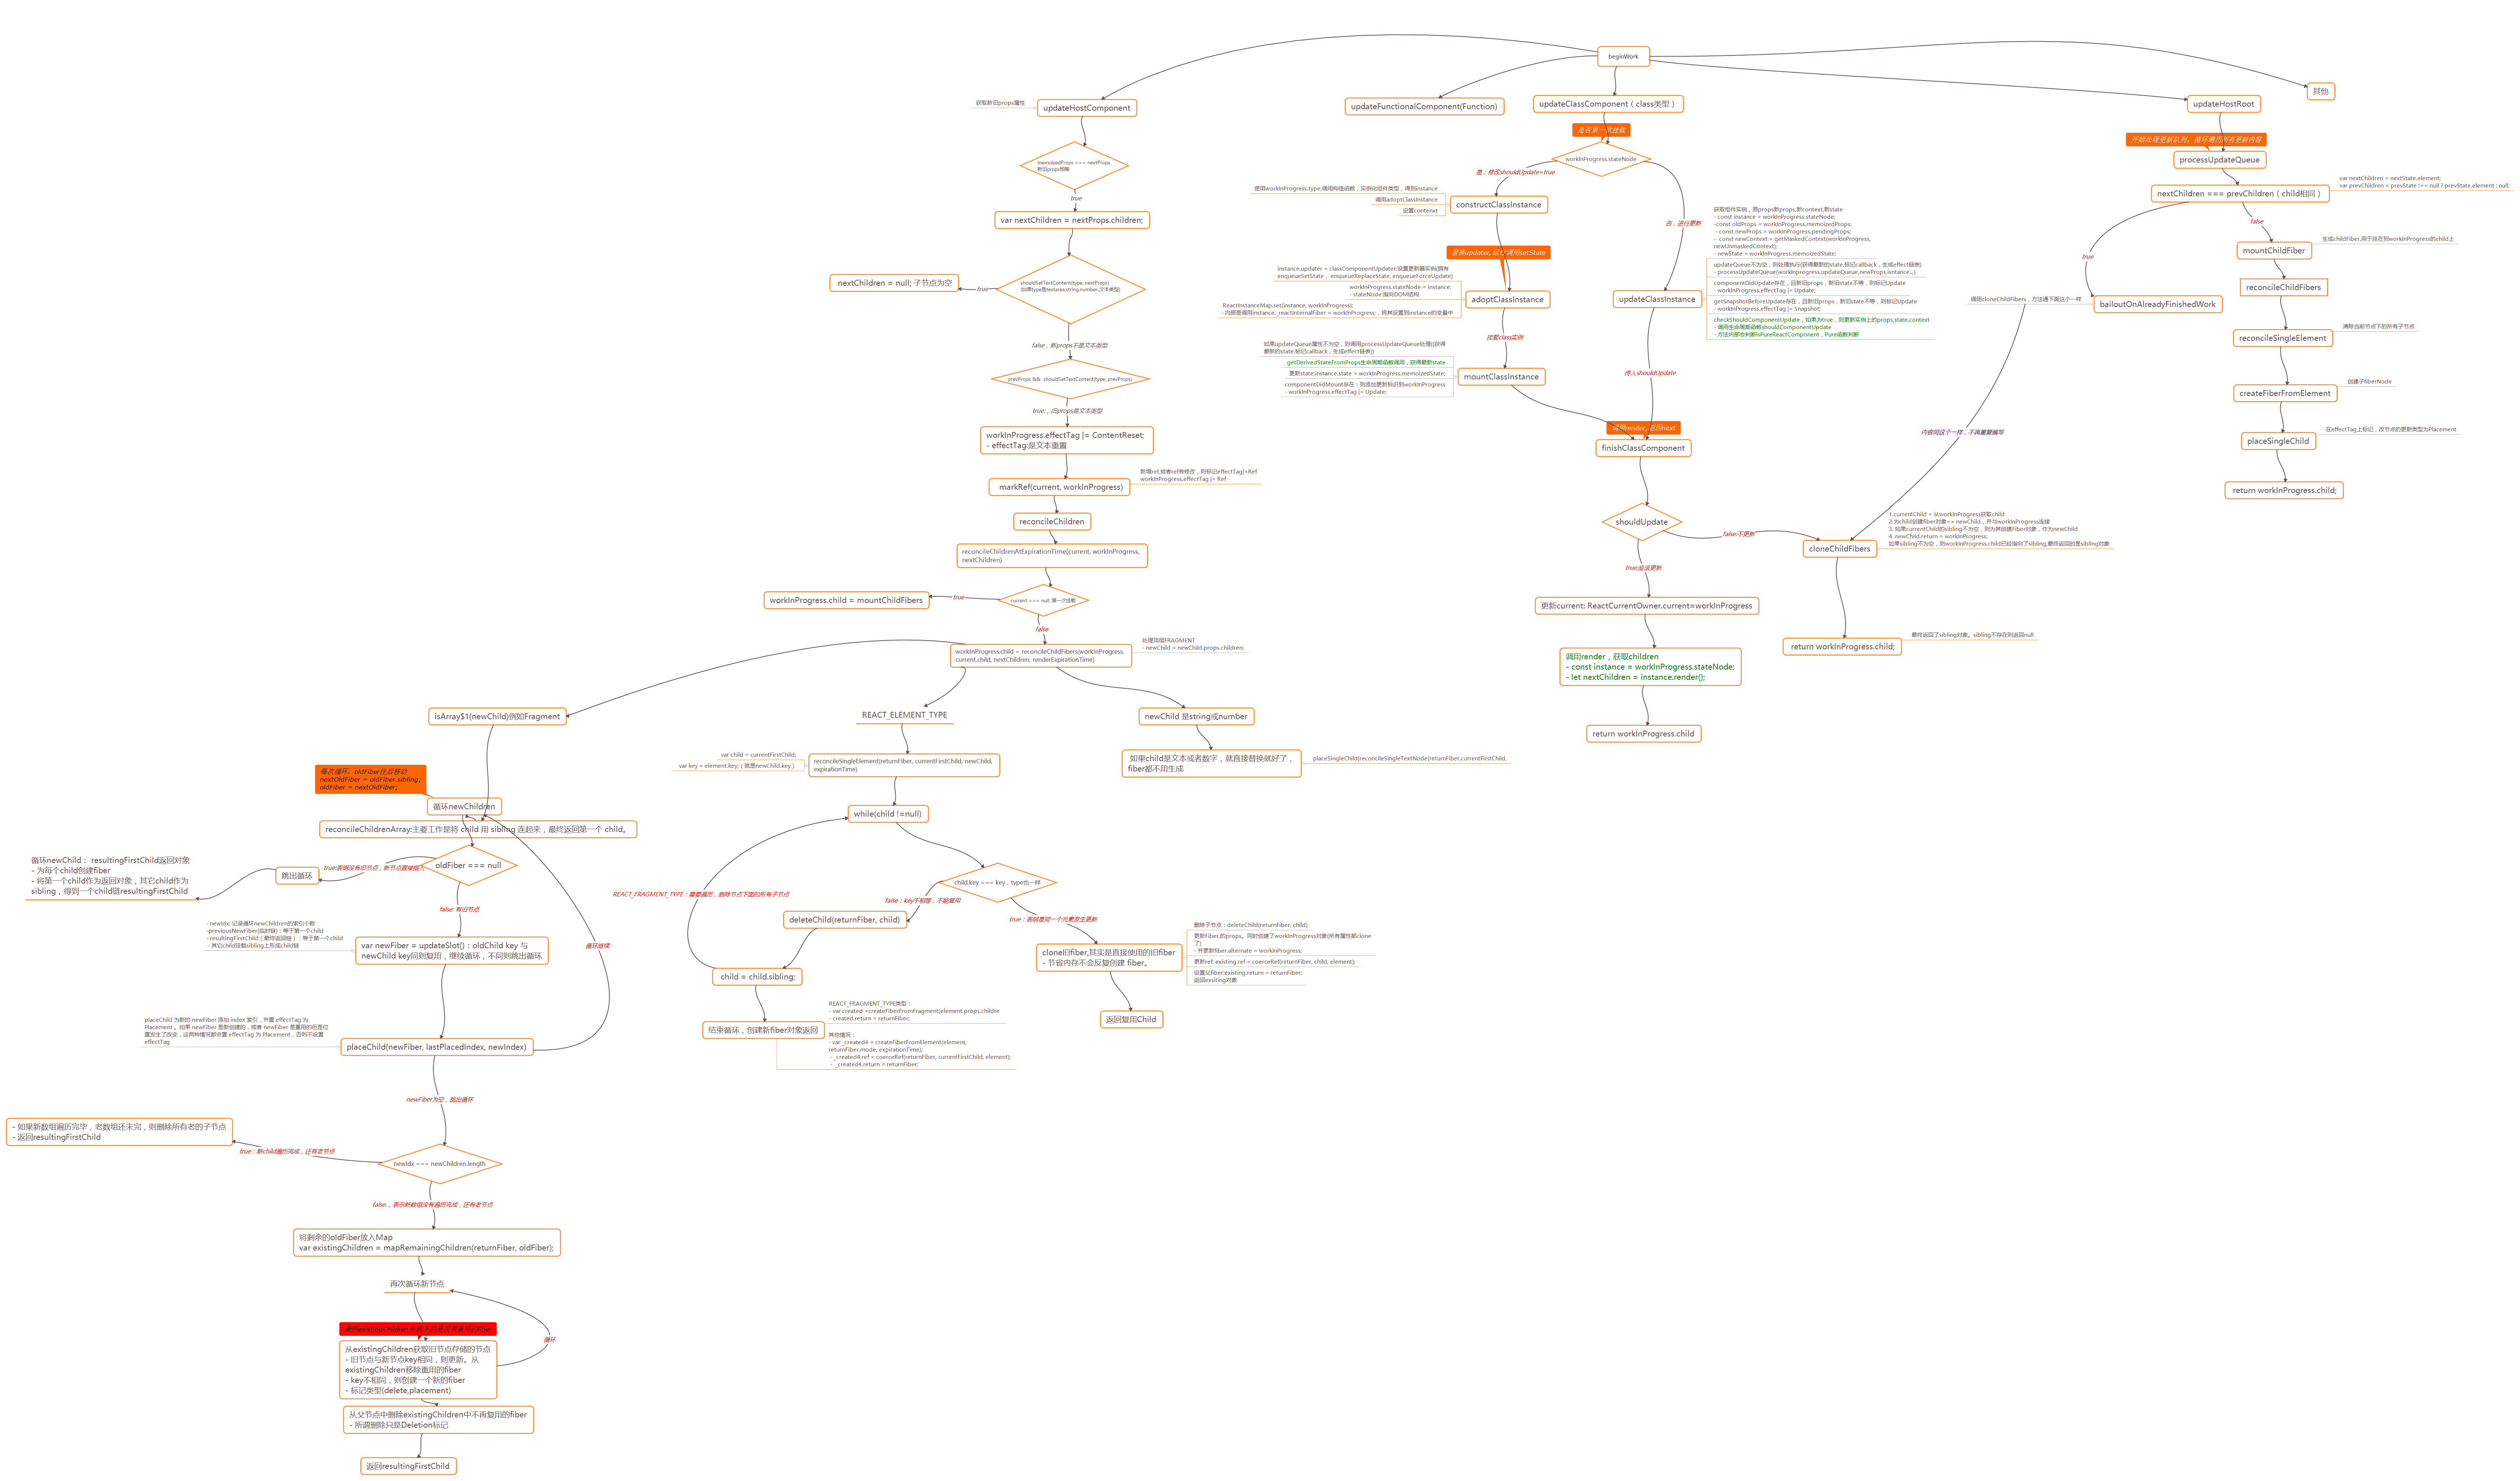 beginWork
获取新旧props属性
updateHostComponent
updateFunctionalComponent(Function)
updateClassComponent ( class类型 )
updateHostRoot
其他
memoizedProps === nextProps
新旧props相等
true
var nextChildren = nextProps.children;
shouldSetTextContent(type, nextProps)
(如果type是textarea,string,number ,文本类型)
true
nextChildren = null; 子节点为空
false，新props不是文本类型
prevProps && shouldSetTextContent(type, prevProps)
true:，旧props是文本类型
workInProgress.effectTag |= ContentReset;
- effectTag:是文本重置
markRef(current, workInProgress)
新增ref,或者ref有修改，则标记effectTag|=Ref
workInProgress.effectTag |= Ref
reconcileChildren
reconcileChildrenAtExpirationTime(current, workInProgress,
nextChildren)
current === null; 第一次挂载
true
workInProgress.child = mountChildFibers
false
workInProgress.child = reconcileChildFibers(workInProgress,
current.child, nextChildren, renderExpirationTime)
处理顶层FRAGMENT
- newChild = newChild.props.children;
是否第一次挂载
workInProgress.stateNode
是：修改shouldUpdate=true
使用workInProgress.type,调用构造函数，实例化组件类型，得到instance
调用adoptClassInstance
设置contenxt
constructClassInstance
否，进行更新
替换updater,延迟调用setState
instance.updater = classComponentUpdater;设置更新器实例(拥有
enqueueSetState， enqueueReplaceState, enqueueForceUpdate)
workInProgress.stateNode = instance;
- stateNode:指向DOM结构
ReactInstanceMap.set(instance, workInProgress);
- 内部是调用instance._reactInternalFiber = workInProgress;，将其设置到instance的变量中
adoptClassInstance
挂载class实例
如果updateQueue属性不为空，则调用processUpdateQueue处理((获得
最新的state,标记callback，生成effect链表))
getDerivedStateFromProps生命周期函数调用，获得最新state
更新state:instance.state = workInProgress.memoizedState;
componentDidMount存在：则添加更新标识到workInProgress
- workInProgress.effectTag |= Update;
mountClassInstance
updateClassInstance
获取组件实例，原props新props,新context,新state
- const instance = workInProgress.stateNode;
-const oldProps = workInProgress.memoizedProps;
- const newProps = workInProgress.pendingProps;
- const newContext = getMaskedContext(workInProgress,
newUnmaskedContext);
- newState = workInProgress.memoizedState;
updateQueue不为空，则处理执行(获得最新的state,标记callback，生成effect链表)
- processUpdateQueue(workInprogress.updateQueue,newProps,isntance...)
componentDidUpdate存在，且新旧props，新旧state不等，则标记Update
- workInProgress.effectTag |= Update;
getSnapshotBeforeUpdate存在，且新旧props，新旧state不等，则标记Update
- workInProgress.effectTag |= Snapshot;
checkShouldComponentUpdate，如果为true，则更新实例上的props,state,context
- 调用生命周期函数shouldComponentUpdate
- 方法内部会判断isPureReactComponent，Pure函数判断
传入shouldUpdate
调用render,返回next
finishClassComponent
shouldUpdate
false:不更新
true,应该更新
更新current: ReactCurrentOwner.current=workInProgress
调用render，获取children
- const instance = workInProgress.stateNode;
- let nextChildren = instance.render();
return workInProgress.child
开始处理更新队列，循环遍历所有更新内容
processUpdateQueue
nextChildren === prevChildren ( child相同 )
var nextChildren = nextState.element;
var prevChildren = prevState !== null ? prevState.element : null;
false
true
mountChildFiber
生成childFiber,用于挂在到workInProgress的child上
reconcileChildFibers
调用cloneChildFibers，方法通下面这个一样
bailoutOnAlreadyFinishedWork
清除当前节点下的所有子节点
reconcileSingleElement
创建子fiberNode
createFiberFromElement
在effectTag上标记，改节点的更新类型为Placement
placeSingleChild
return workInProgress.child;
内容同这个一样，不再重复编写
cloneChildFibers
1.currentChild = 从workInProgress获取child
2.为child创建fiber对象=> newChild，并与workInProgress连接
3. 如果currentChild的sibling不为空，则为其创建Fiber对象，作为newChild
4. newChild.return = workInProgress;
如果sibling不为空，则workInProgress.child已经指向了sibling,最终返回的是sibling对象
return workInProgress.child;
最终返回了sibling对象。sibling不存在则返回null
isArray$1(newChild)例如Fragment
REACT_ELEMENT_TYPE
newChild 是string或number
var child = currentFirstChild;
var key = element.key; ( 就是newChild.key )
reconcileSingleElement(returnFiber, currentFirstChild, newChild,
expirationTime)
如果child是文本或者数字，就直接替换就好了，
fiber都不用生成
placeSingleChild(reconcileSingleTextNode(returnFiber,currentFirstChild,
每次循环。oldFiber往后移动
nextOldFiber = oldFiber.sibling;
oldFiber = nextOldFiber;
循环newChildren
reconcileChildrenArray:主要工作是将 child 用 sibling 连起来，最终返回第一个 child。
while(child !=null)
循环newChild： resultingFirstChild返回对象
- 为每个child创建fiber
- 将第一个child作为返回对象，其它child作为
sibling，得到一个child链resultingFirstChild
跳出循环
true:表明没有旧节点，新节点直接插入
oldFiber === null
false: 有旧节点
- newIdx: 记录循环newChildren的索引个数
-previousNewFiber(临时链)：等于第一个child
- resultingFirstChild ( 最终返回链 ) ：等于第一个child
- 其它child挂载sibling上形成child链
var newFiber = updateSlot()：oldChild key 与
newChild key同则复用，继续循环，不同则跳出循环
循环继续
REACT_FRAGMENT_TYPE：需要遍历，删除节点下面的所有子节点
child.key === key，type也一样
false：key不相等，不能复用
deleteChild(returnFiber, child)
true：表明是同一个元素发生更新
clone旧fiber,其实是直接使用的旧fiber
- 节省内存不会反复创建 fiber。
删除子节点：deleteChild(returnFiber, child)
更新Fiber,的props。同时创建了workInProgress对象(所有属性都clone
了)
- 并更新fiber.alternate = workInProgress;
更新ref: existing.ref = coerceRef(returnFiber, child, element);
设置父fiber:existing.return = returnFiber;
返回exsiting对象
返回复用Child
child = child.sibling;
结束循环，创建新fiber对象返回
REACT_FRAGMENT_TYPE类型：
- var created =createFiberFromFragment(element.props.childre
- created.return = returnFiber;
其他情况：
- var _created4 = createFiberFromElement(element,
returnFiber.mode, expirationTime);
- _created4.ref = coerceRef(returnFiber, currentFirstChild, element);
- _created4.return = returnFiber;
placeChild 为新的 newFiber 添加 index 索引，并置 effectTag 为
Placement 。如果 newFiber 是新创建的，或者 newFiber 是重用的但是位
置发生了改变，这两种情况都会置 effectTag 为 Placement，否则不设置
effectTag
placeChild(newFiber, lastPlacedIndex, newIndex)
newFiber为空，跳出循环
- 如果新数组遍历完毕，老数组还未完，则删除所有老的子节点
- 返回resultingFirstChild
true：新child遍历完成，还有老节点
newIdx === newChildren.length
false.，表示新数组没有遍历完成，还有老节点
将剩余的oldFiber放入Map
var existingChildren = mapRemainingChildren(returnFiber, oldFiber);
再次循环新节点
循环
最终existingChildren中剩下的是没有重用的fiber
从existingChildren获取旧节点存储的节点
- 旧节点与新节点key相同，则更新。从
existingChildren移除重用的fiber
- key不相同，则创建一个新的fiber
- 标记类型(delete,placement)
从父节点中删除existingChildren中不再复用的fiber
- 所谓删除只是Deletion标记
返回resultingFirstChild